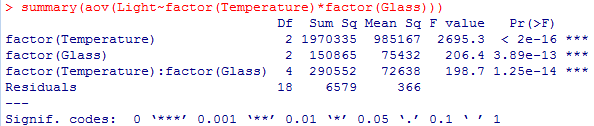 > summary(aov(Light~factor(Temperature)*factor(Glass)))
Df Sum Sq Mean Sq F value Pr(>F)
factor(Temperature) 2 1970335 985167 2695.3 < 2e-16 ***
factor(Glass) 2 150865 75432 206.4 3.89e-13 ***
factor(Temperature):factor(Glass) 4 290552 72638 198.7 1.25e-14 ***
Residuals 18 6579 366
---
Signif. codes: 0 ‘***’ 0.001 ‘**’ 0.01 ‘*’ 0.05 ‘.’ 0.1 ‘ ’ 1